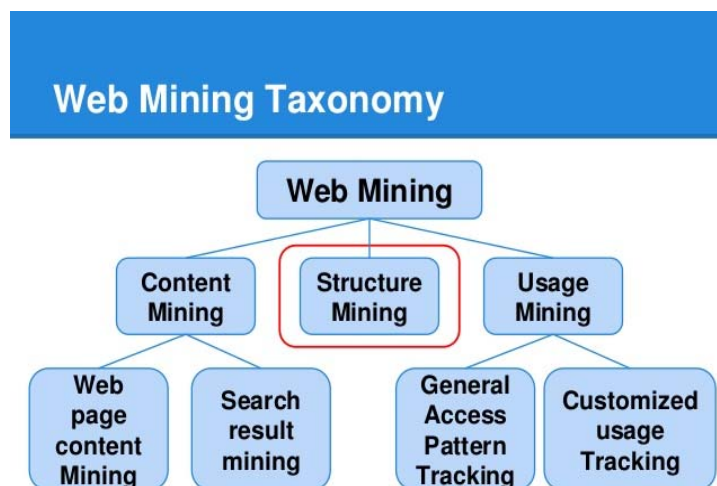 Web Mining Taxonomy
Web Mining
Content
Mining
Structure
Mining
Usage
Mining
Web
page
content
Mining
Search
result
mining
General
Access
Pattern
Tracking
Customized
usage
Tracking